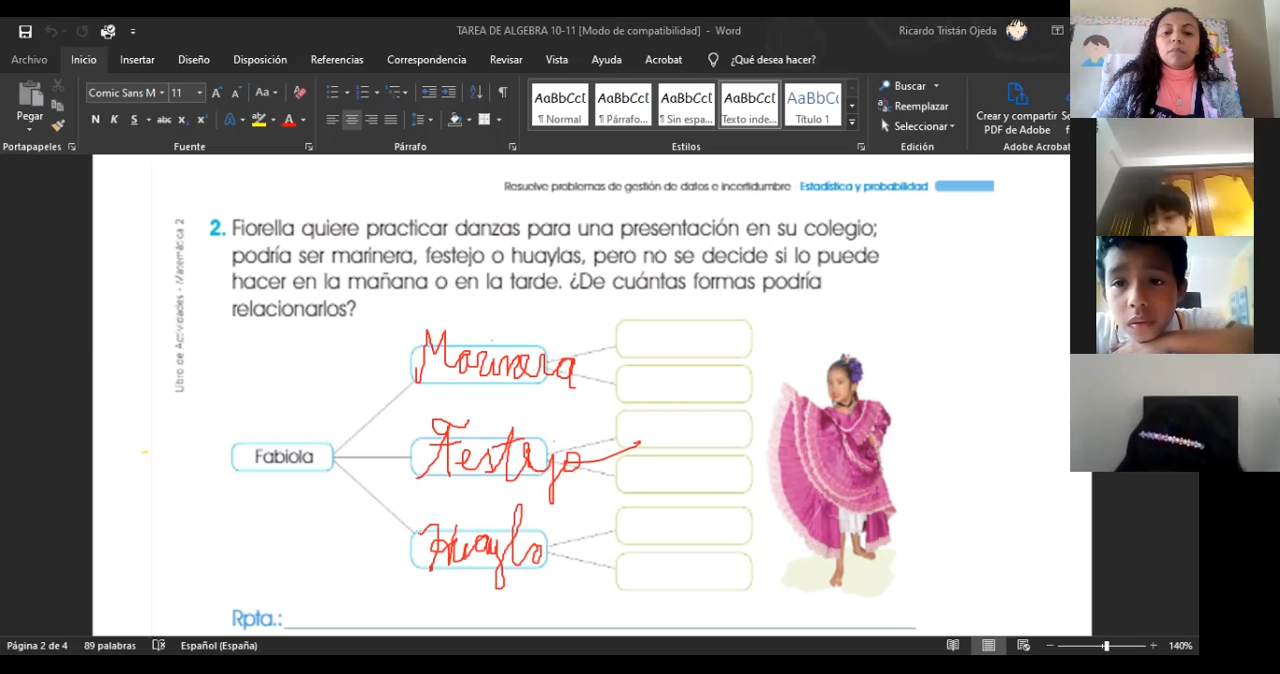 TAREA DE ALGEBRA 10-11 [Modo de compatibilidad] - Word
Ricardo Tristán Ojeda
Archivo Inicio Insertar Diseño Disposición Referencias Correspondencia Revisar Vista Ayuda Acrobat ¿Qué desea hacer?
Comic Sans M 11
Pegar
N K S abc x₂ x²
AaBbCcI AaBbCcI AaBbCcI AaBbCcI AaBbC
¶ Normal ¶ Párrafo... ¶ Sin espa... Texto inde... Título 1
Buscar
Reemplazar
Seleccionar
Crear y compartir
PDF de Adobe
Portapapeles Fuente Párrafo Estilos Edición Adobe Acrobat
Resuelve problemas de gestión de datos e incertidumbre - Estadística y probabilidad
Libro de Actividades - Matemática 2
2. Fiorella quiere practicar danzas para una presentación en su colegio;
podría ser marinera, festejo o huaylas, pero no se decide si lo puede
hacer en la mañana o en la tarde. ¿De cuántas formas podría
relacionarlos?
Marinera
Festejo
Fabiola
Huaylo
Rpta.:
Página 2 de 4 89 palabras Español (España) 140%